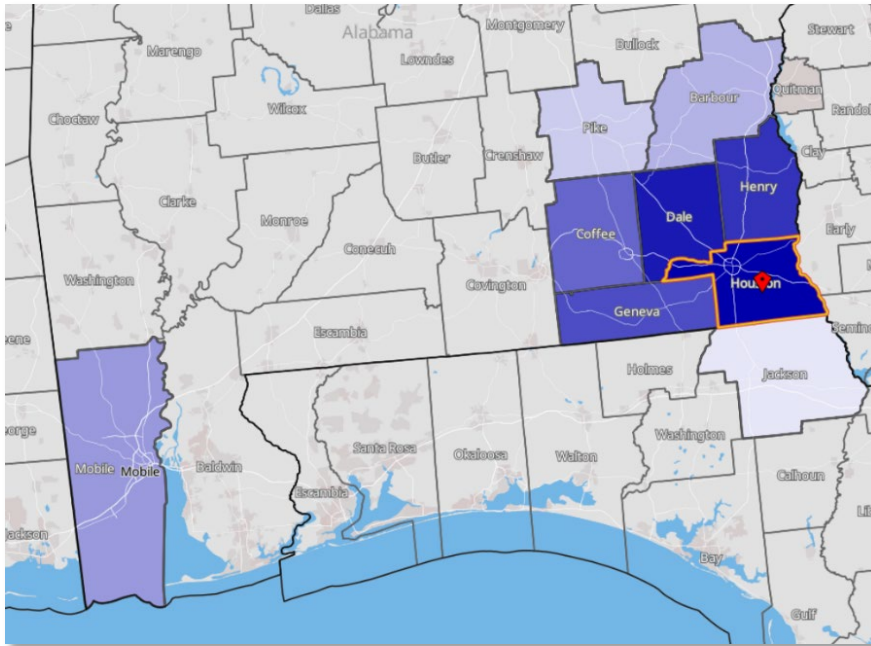 Dallas
Montgomery
Stewart
Alabama
Marengo
Lowndes
Bullock
Quitman
Barbour
Wilcox
Choctaw
Pike
Butler
Crenshaw
Clay
Clarke
Henry
Dale
Monroe
Early
Coffee
Conecuh
Washington
Covington
Houston
Geneva
Escambia
Holmes
Jackson
Washington
Santa Rosa
Okaloosa
Walton
Mobile
Mobile
Baldwin
Calhoun
Escambia
Jackson
Bay
Gulf